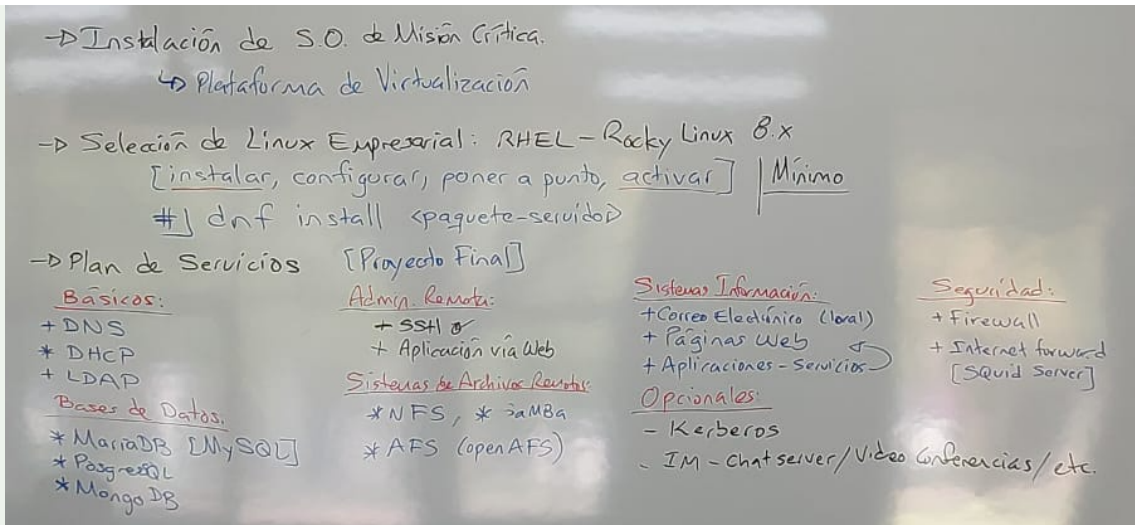 → Instalación de S.O. de Misión Crítica.
↳ Plataforma de Virtualización
→ Selección de Linux Empresarial: RHEL - Rocky Linux 8.x
[instalar, configurar, poner a punto, activar] | Mínimo
#] dnf install <paquete-servidor>
→ Plan de Servicios [Proyecto Final]
Básicos:
+ DNS
* DHCP
+ LDAP
Bases de Datos:
* MariaDB [MySQL]
* PosgreSQL
* Mongo DB
Admin. Remota:
+ SSH
+ Aplicación vía Web
Sistemas de Archivos Remotos:
* NFS, * SaMBa
* AFS (openAFS)
Sistemas Información:
+ Correo Electrónico (local)
+ Páginas Web
+ Aplicaciones - Servicios
Opcionales:
- Kerberos
- IM - Chat server / Video Conferencias / etc.
Seguridad:
+ Firewall
+ Internet forward
[SQuid Server]